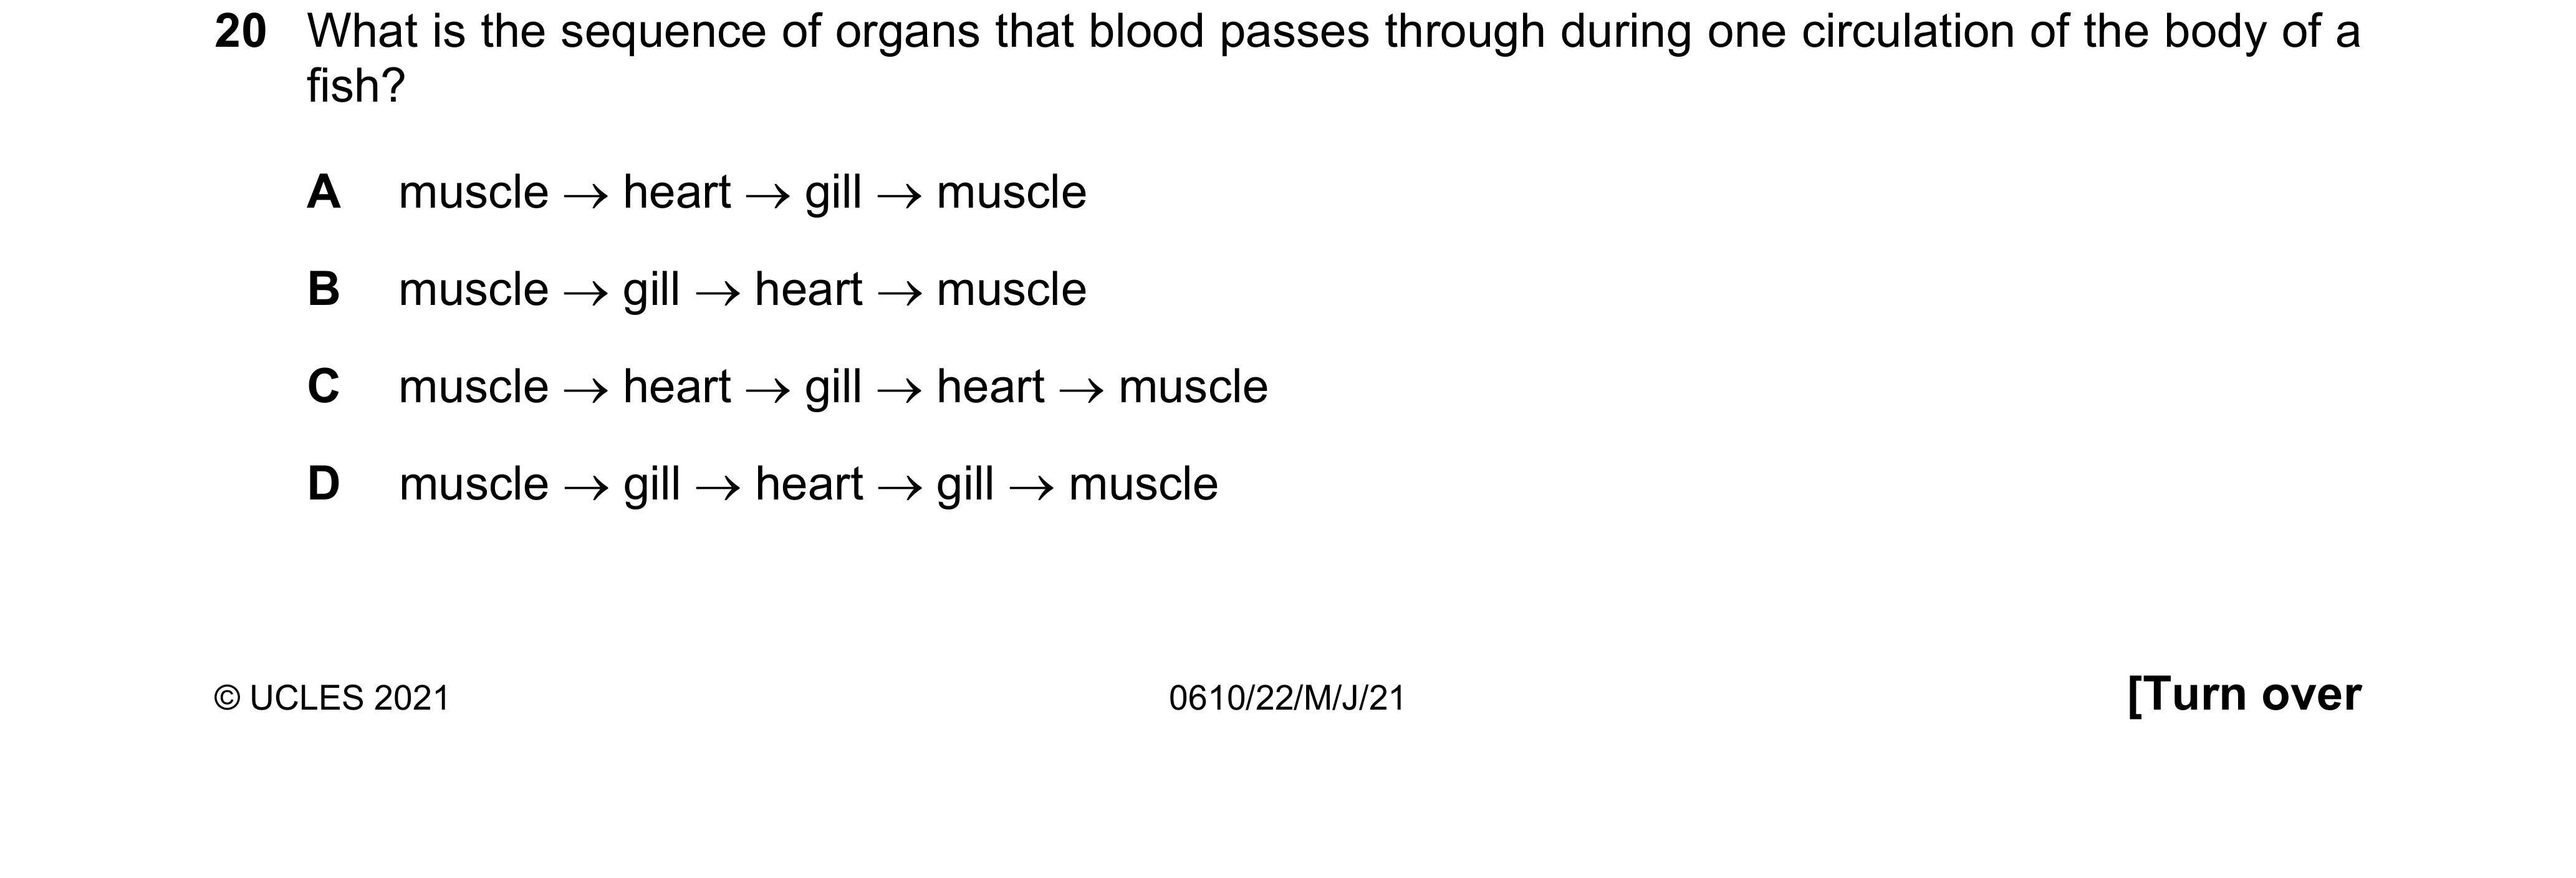 20 What is the sequence of organs that blood passes through during one circulation of the body of a
fish?
A muscle → heart → gill → muscle
B muscle → gill → heart → muscle
C muscle → heart → gill → heart → muscle
D muscle → gill → heart → gill → muscle
© UCLES 2021 0610/22/M/J/21 [Turn over